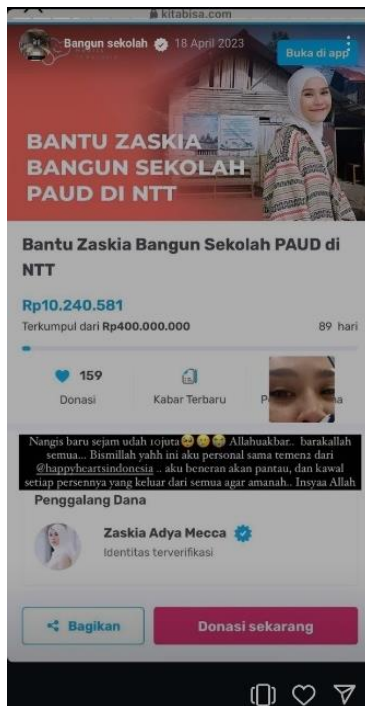 kitabisa.com
Bangun sekolah 18 April 2023
Buka di app
BANTU ZASKIA
BANGUN SEKOLAH
PAUD DI NTT
Bantu Zaskia Bangun Sekolah PAUD di
NTT
Rp10.240.581
Terkumpul dari Rp400.000.000 89 hari
159
Donasi Kabar Terbaru
Nangis baru sejam udah 10juta🥺🥺🥺 Allahuakbar.. barakallah
semua... Bismillah yahh ini aku personal sama temen2 dari
@happyheartsindonesia .. aku beneran akan pantau, dan kawal
setiap persennya yang keluar dari semua agar amanah.. Insyaa Allah
Penggalang Dana
Zaskia Adya Mecca
Identitas terverifikasi
Bagikan Donasi sekarang